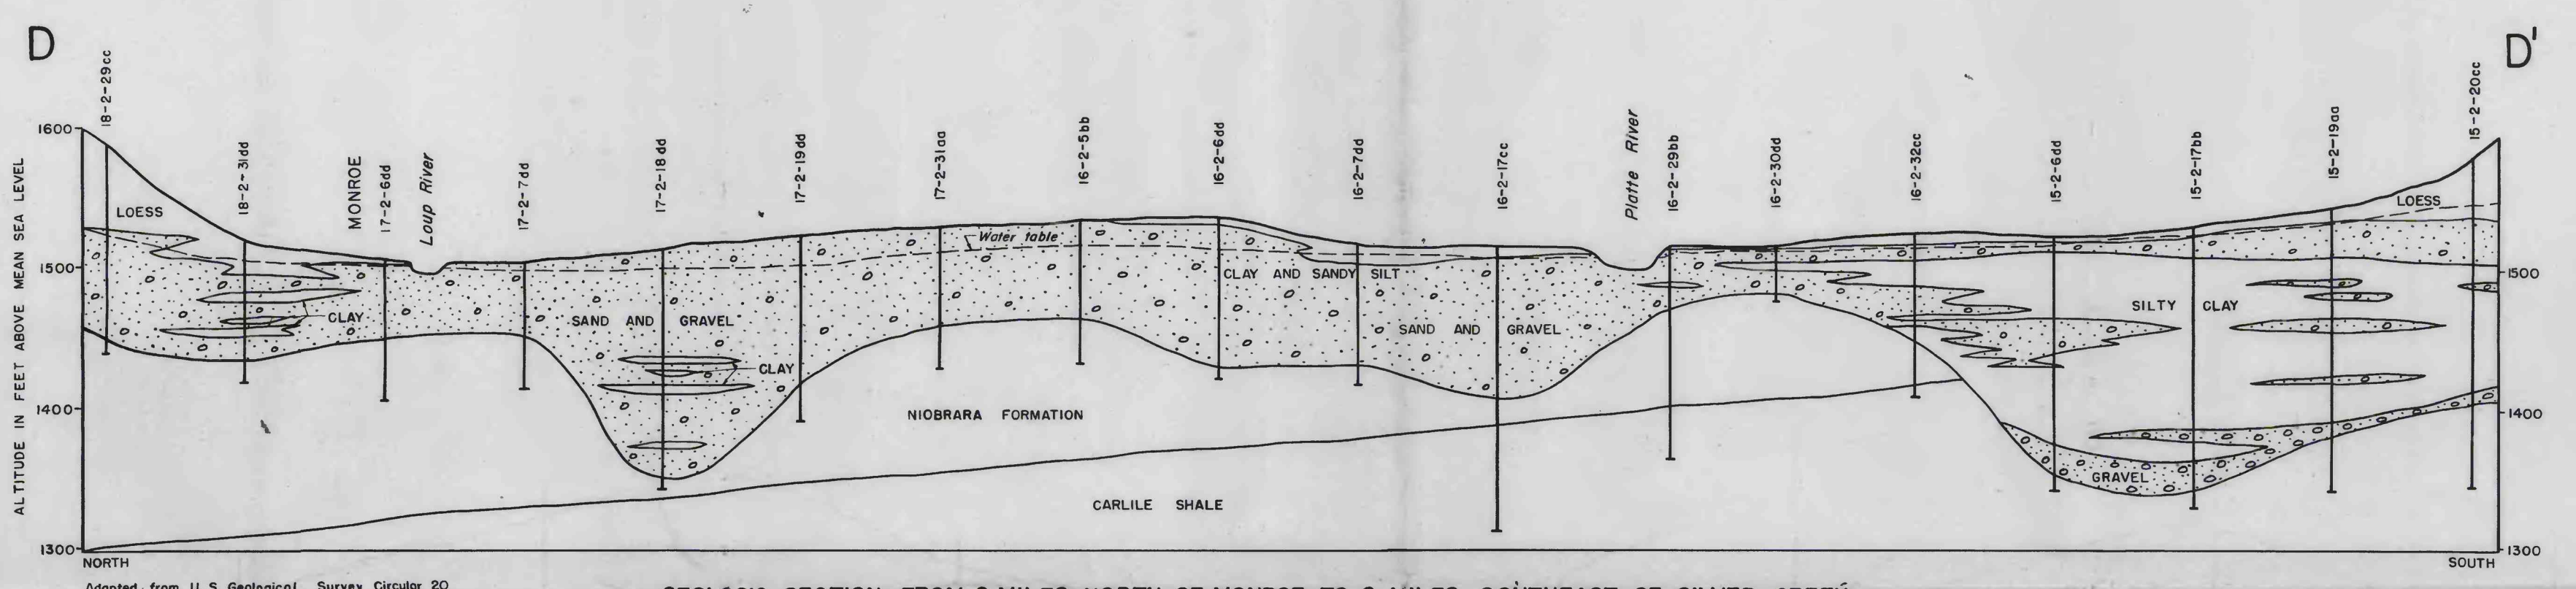 D
D'
18-2-29cc
18-2-31dd
MONROE
17-2-6dd
Loup River
17-2-7dd
17-2-18dd
17-2-19dd
17-2-31aa
16-2-5bb
16-2-6dd
16-2-7dd
16-2-17cc
Platte River
16-2-29bb
16-2-30dd
16-2-32cc
15-2-6dd
15-2-17bb
15-2-19aa
15-2-20cc
ALTITUDE IN FEET ABOVE MEAN SEA LEVEL
1600
1500
1400
1300
LOESS
CLAY
SAND AND GRAVEL
CLAY
Water table
CLAY AND SANDY SILT
SAND AND GRAVEL
NIOBRARA FORMATION
CARLILE SHALE
LOESS
SILTY CLAY
GRAVEL
1500
1400
1300
NORTH
SOUTH
Adapted from U.S. Geological Survey Circular 20